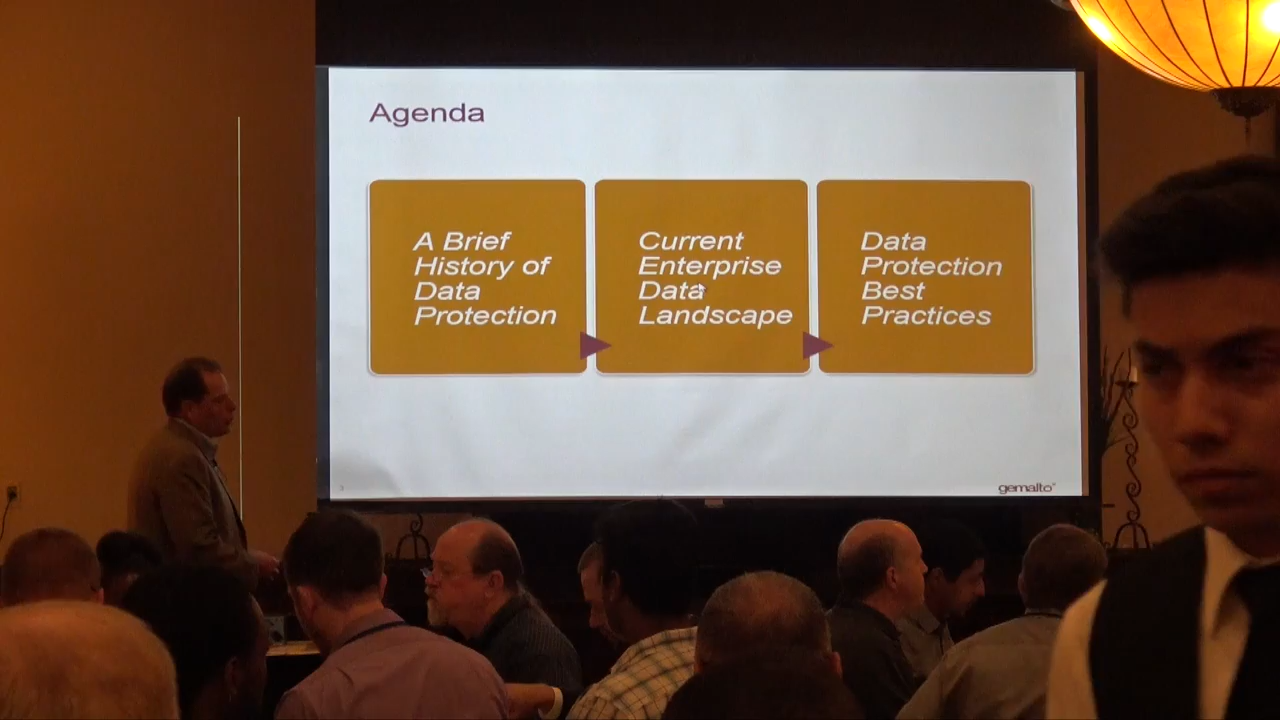 Agenda
A Brief
History of
Data
Protection
Current
Enterprise
Data
Landscape
Data
Protection
Best
Practices
gemalto